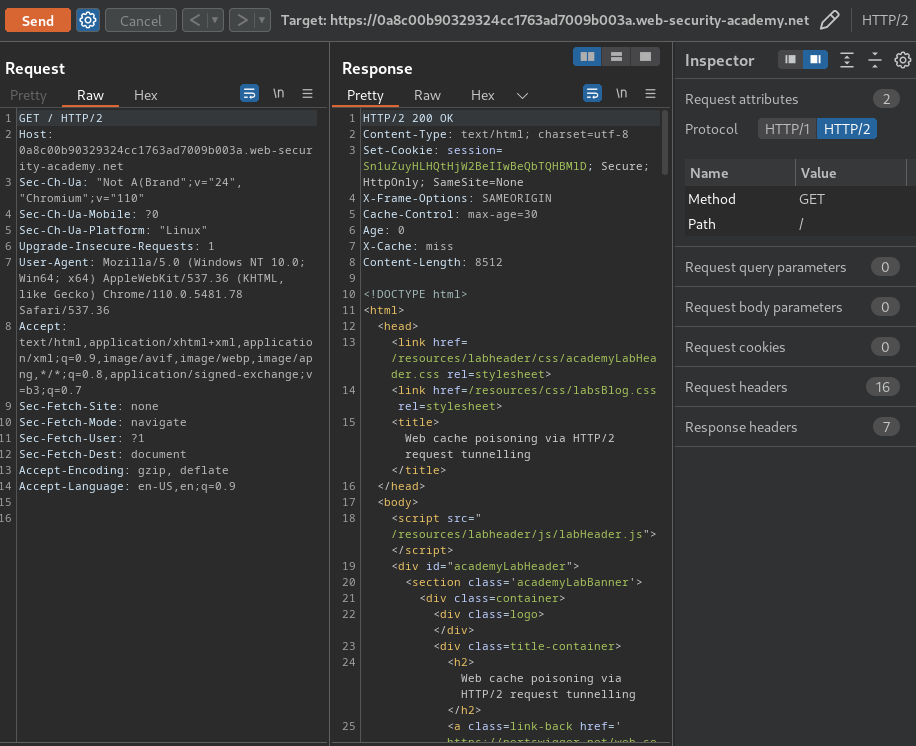 Send
Cancel
<
>
Target: https://0a8c00b90329324cc1763ad7009b003a.web-security-academy.net
HTTP/2
Request
Pretty
Raw
Hex
\n
1 GET / HTTP/2
2 Host:
0a8c00b90329324cc1763ad7009b003a.web-secur
ity-academy.net
3 Sec-Ch-Ua: "Not A(Brand";v="24",
"Chromium";v="110"
4 Sec-Ch-Ua-Mobile: ?0
5 Sec-Ch-Ua-Platform: "Linux"
6 Upgrade-Insecure-Requests: 1
7 User-Agent: Mozilla/5.0 (Windows NT 10.0;
Win64; x64) AppleWebKit/537.36 (KHTML,
like Gecko) Chrome/110.0.5481.78
Safari/537.36
8 Accept:
text/html,application/xhtml+xml,applicatio
n/xml;q=0.9,image/avif,image/webp,image/ap
ng,*/*;q=0.8,application/signed-exchange;v
=b3;q=0.7
9 Sec-Fetch-Site: none
10 Sec-Fetch-Mode: navigate
11 Sec-Fetch-User: ?1
12 Sec-Fetch-Dest: document
13 Accept-Encoding: gzip, deflate
14 Accept-Language: en-US,en;q=0.9
15
16
Response
Pretty
Raw
Hex
\n
1 HTTP/2 200 OK
2 Content-Type: text/html; charset=utf-8
3 Set-Cookie: session=
Sn1uZuyHLHQtHjW2BeIIwBeQbTQHBMlD; Secure;
HttpOnly; SameSite=None
4 X-Frame-Options: SAMEORIGIN
5 Cache-Control: max-age=30
6 Age: 0
7 X-Cache: miss
8 Content-Length: 8512
9
10 <!DOCTYPE html>
11 <html>
12 <head>
13 <link href=
/resources/labheader/css/academyLabHea
der.css rel=stylesheet>
14 <link href=/resources/css/labsBlog.css
rel=stylesheet>
15 <title>
Web cache poisoning via HTTP/2
request tunnelling
</title>
16 </head>
17 <body>
18 <script src="
/resources/labheader/js/labHeader.js">
</script>
19 <div id="academyLabHeader">
20 <section class='academyLabBanner'>
21 <div class=container>
22 <div class=logo>
</div>
23 <div class=title-container>
24 <h2>
Web cache poisoning via
HTTP/2 request tunnelling
</h2>
25 <a class=link-back href='
https://portswigger.net/web-se
Inspector
Request attributes
2
Protocol
HTTP/1
HTTP/2
Name Value
Method GET
Path /
Request query parameters
0
Request body parameters
0
Request cookies
0
Request headers
16
Response headers
7